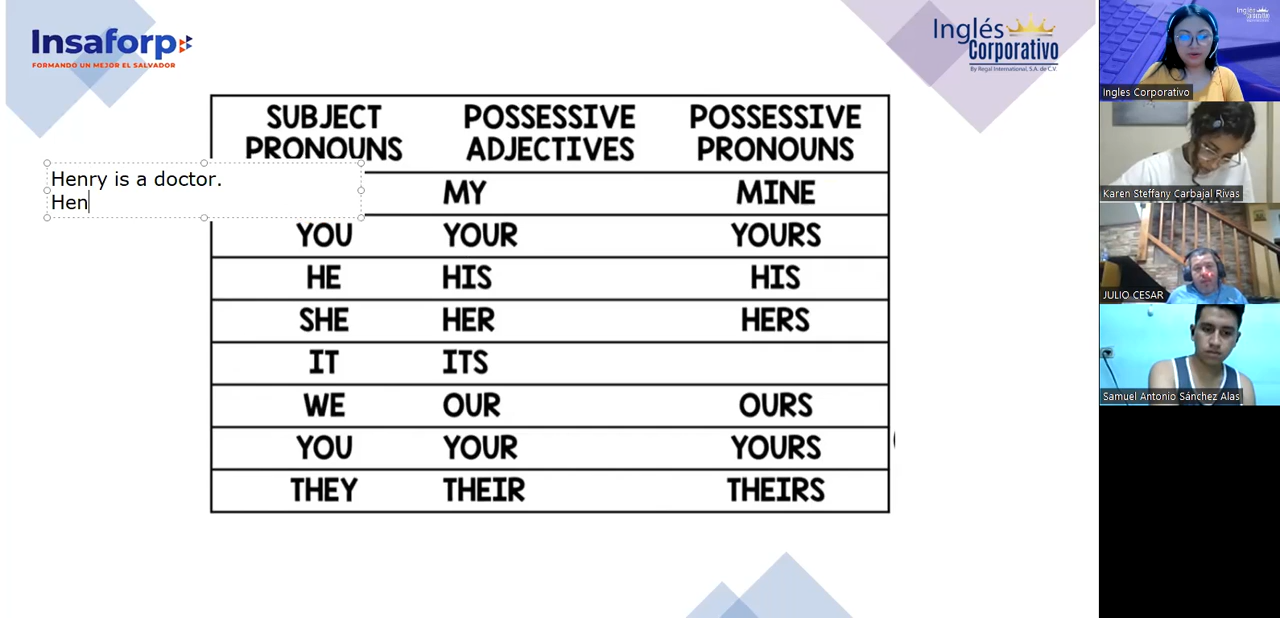 Insaforp
FORMANDO UN MEJOR EL SALVADOR
Inglés
Corporativo
By Regal International, S.A. de C.V.
SUBJECT PRONOUNS POSSESSIVE ADJECTIVES POSSESSIVE PRONOUNS
Henry is a doctor.
Hen
MY MINE
YOU YOUR YOURS
HE HIS HIS
SHE HER HERS
IT ITS
WE OUR OURS
YOU YOUR YOURS
THEY THEIR THEIRS
Ingles Corporativo
Karen Steffany Carbajal Rivas
JULIO CESAR
Samuel Antonio Sánchez Alas